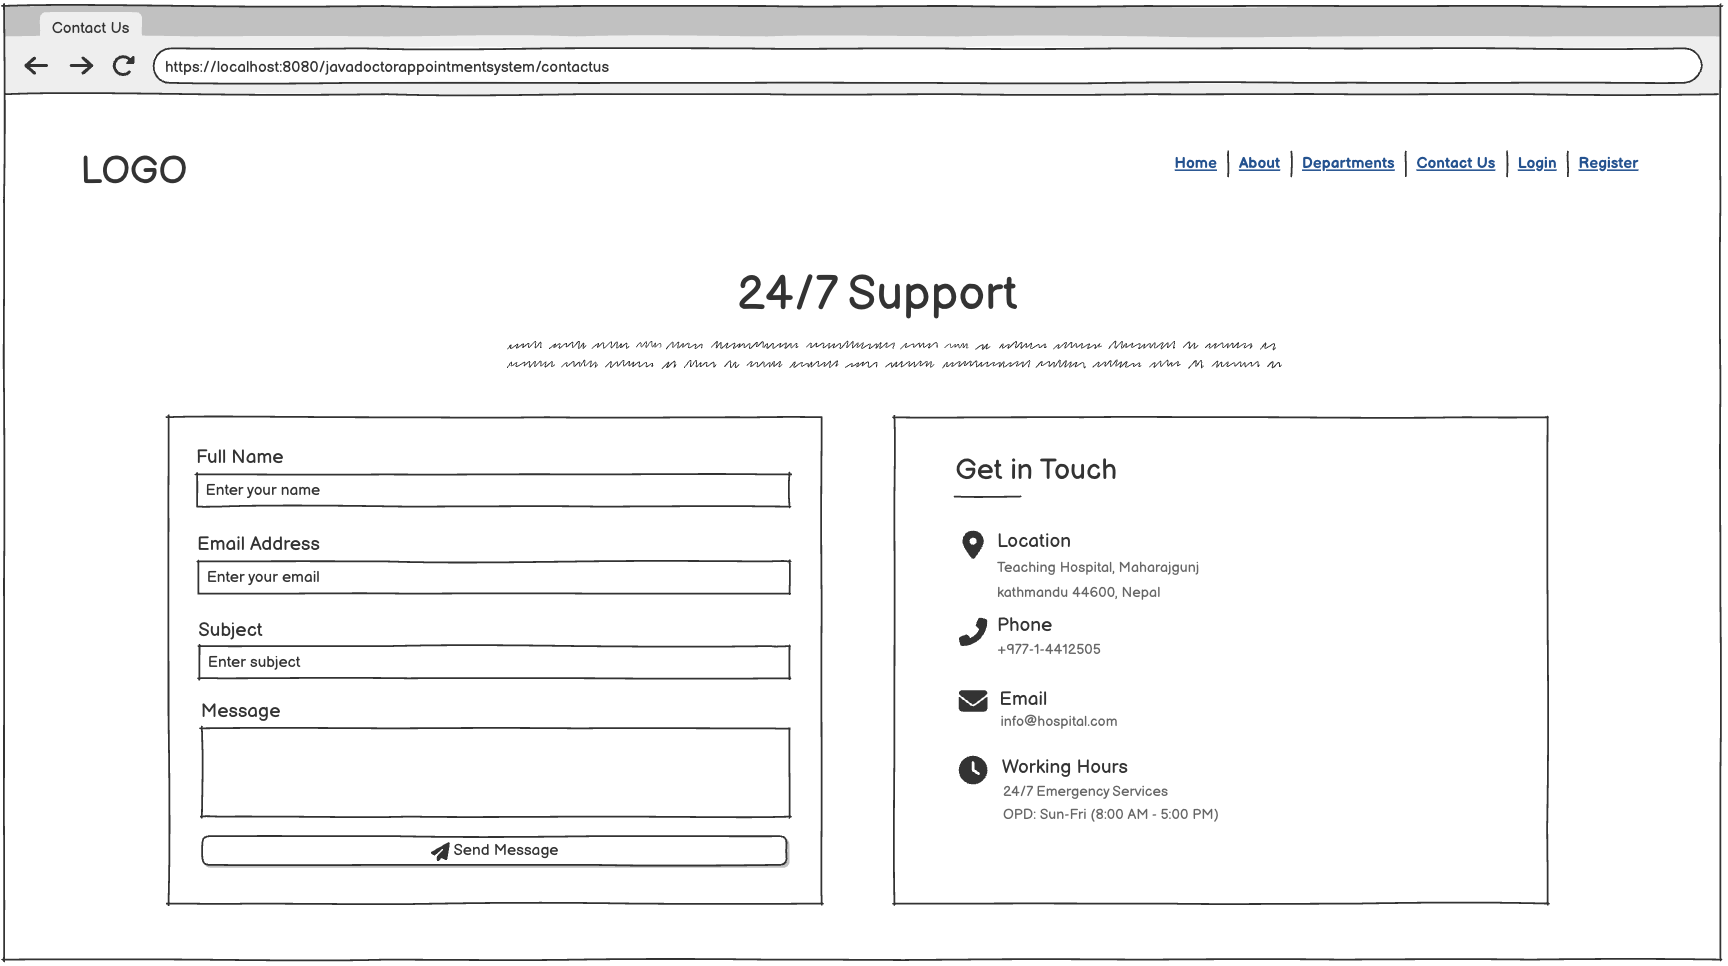 Contact Us
https://localhost:8080/javadoctorappointmentsystem/contactus
LOGO
Home About Departments Contact Us Login Register
24/7 Support
Full Name
Enter your name
Email Address
Enter your email
Subject
Enter subject
Message
Send Message
Get in Touch
Location
Teaching Hospital, Maharajgunj
kathmandu 44600, Nepal
Phone
+977-1-4412505
Email
info@hospital.com
Working Hours
24/7 Emergency Services
OPD: Sun-Fri (8:00 AM - 5:00 PM)